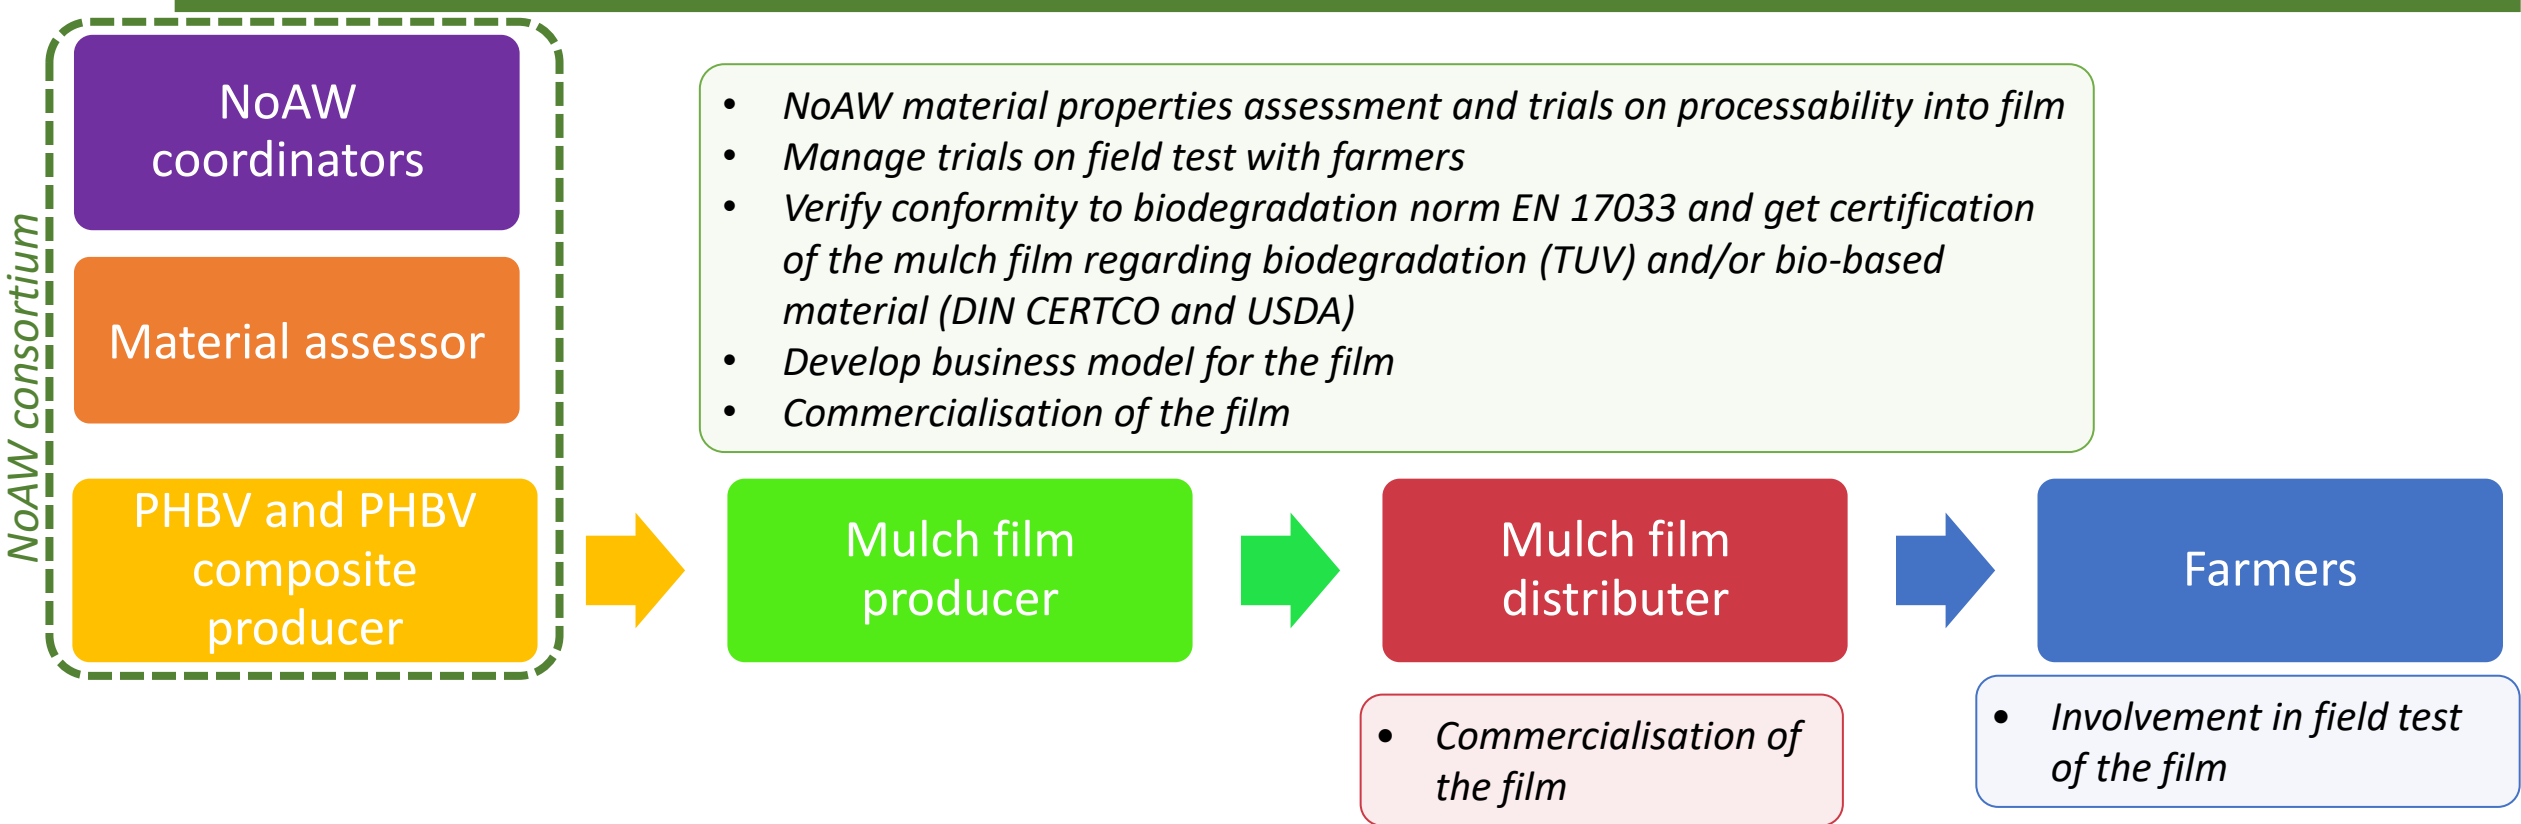 NoAW consortium
NoAW
coordinators
Material assessor
PHBV and PHBV
composite
producer
• NoAW material properties assessment and trials on processability into film
• Manage trials on field test with farmers
• Verify conformity to biodegradation norm EN 17033 and get certification
of the mulch film regarding biodegradation (TUV) and/or bio-based
material (DIN CERTCO and USDA)
• Develop business model for the film
• Commercialisation of the film
Mulch film
producer
Mulch film
distributer
Farmers
• Commercialisation of
the film
• Involvement in field test
of the film